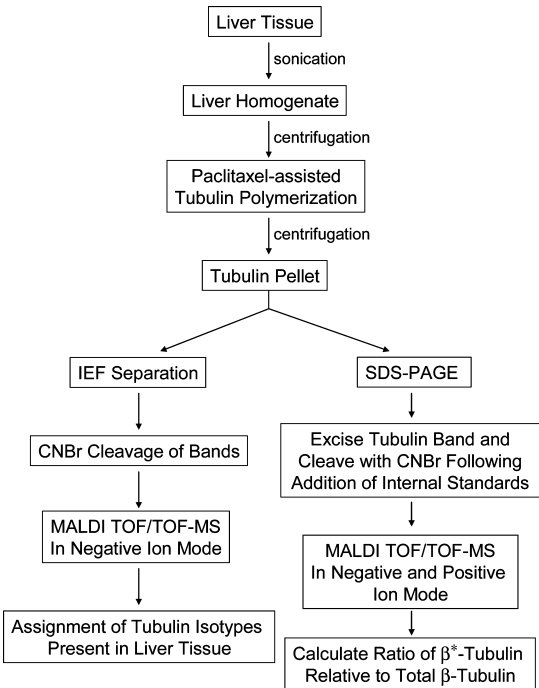 Liver Tissue
sonication
Liver Homogenate
centrifugation
Paclitaxel-assisted
Tubulin Polymerization
centrifugation
Tubulin Pellet
IEF Separation
CNBr Cleavage of Bands
MALDI TOF/TOF-MS
In Negative Ion Mode
Assignment of Tubulin Isotypes
Present in Liver Tissue
SDS-PAGE
Excise Tubulin Band and
Cleave with CNBr Following
Addition of Internal Standards
MALDI TOF/TOF-MS
In Negative and Positive
Ion Mode
Calculate Ratio of β*-Tubulin
Relative to Total β-Tubulin